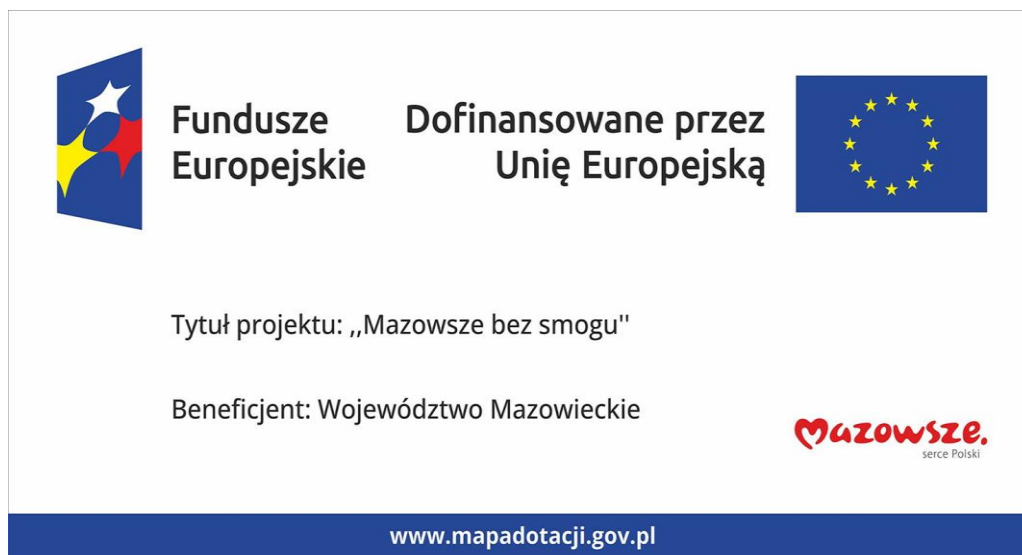 Fundusze
Europejskie
Dofinansowane przez
Unię Europejską
Tytuł projektu: ,,Mazowsze bez smogu''
Beneficjent: Województwo Mazowieckie
Mazowsze.
serce Polski
www.mapadotacji.gov.pl